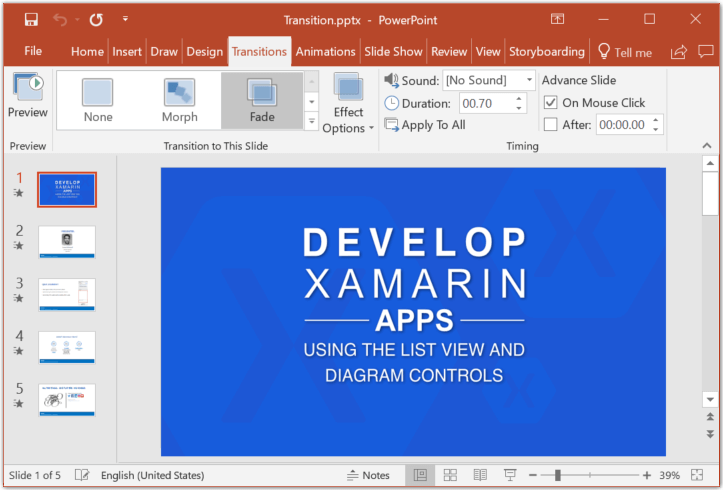 Transition.pptx - PowerPoint
File Home Insert Draw Design Transitions Animations Slide Show Review View Storyboarding Tell me
Preview
None
Morph
Fade
Effect
Options
Sound: [No Sound]
Duration: 00.70
Apply To All
Advance Slide
On Mouse Click
After: 00:00.00
Preview
Transition to This Slide
Timing
1
2
3
4
5
DEVELOP
XAMARIN
APPS
DEVELOP
XAMARIN
APPS
USING THE LIST VIEW AND
DIAGRAM CONTROLS
Slide 1 of 5 English (United States) Notes 39%